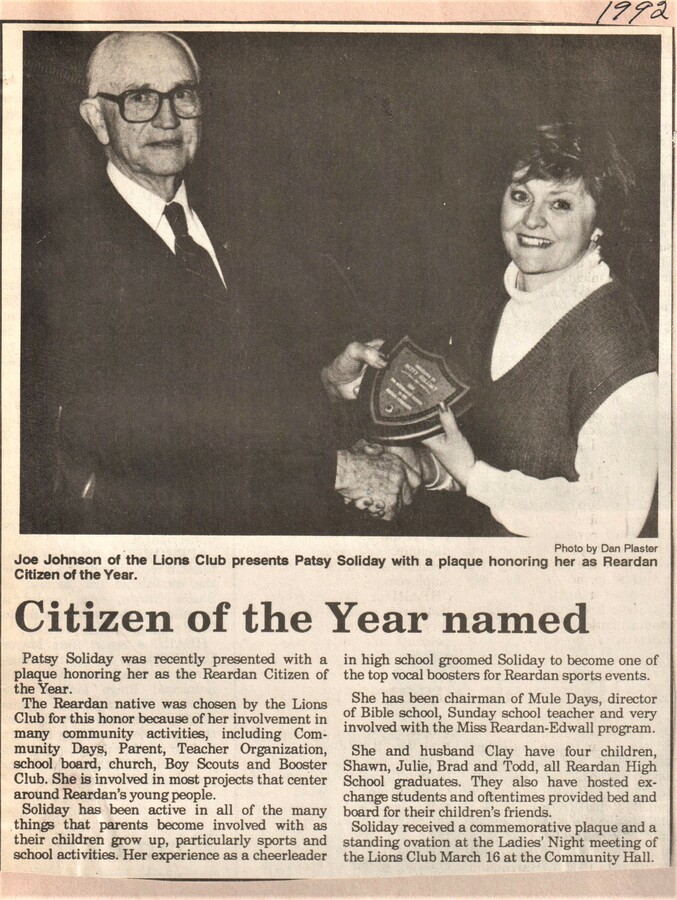 1992
Photo by Dan Plaster
Joe Johnson of the Lions Club presents Patsy Soliday with a plaque honoring her as Reardan
Citizen of the Year.
Citizen of the Year named
Patsy Soliday was recently presented with a
plaque honoring her as the Reardan Citizen of
the Year.
The Reardan native was chosen by the Lions
Club for this honor because of her involvement in
many community activities, including Com-
munity Days, Parent, Teacher Organization,
school board, church, Boy Scouts and Booster
Club. She is involved in most projects that center
around Reardan's young people.
Soliday has been active in all of the many
things that parents become involved with as
their children grow up, particularly sports and
school activities. Her experience as a cheerleader
in high school groomed Soliday to become one of
the top vocal boosters for Reardan sports events.
She has been chairman of Mule Days, director
of Bible school, Sunday school teacher and very
involved with the Miss Reardan-Edwall program.
She and husband Clay have four children,
Shawn, Julie, Brad and Todd, all Reardan High
School graduates. They also have hosted ex-
change students and oftentimes provided bed and
board for their children's friends.
Soliday received a commemorative plaque and a
standing ovation at the Ladies' Night meeting of
the Lions Club March 16 at the Community Hall.